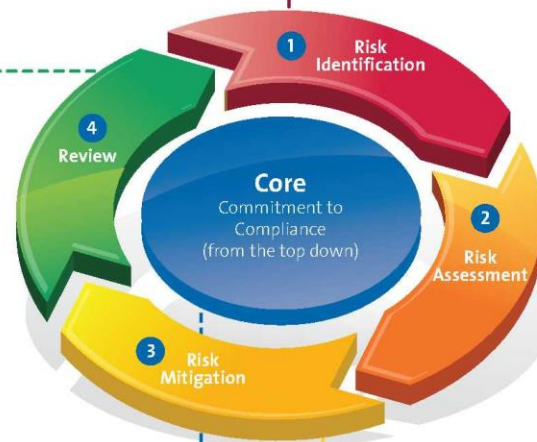 1
Risk
Identification
2
Risk
Assessment
3
Risk
Mitigation
4
Review
Core
Commitment to
Compliance
(from the top down)